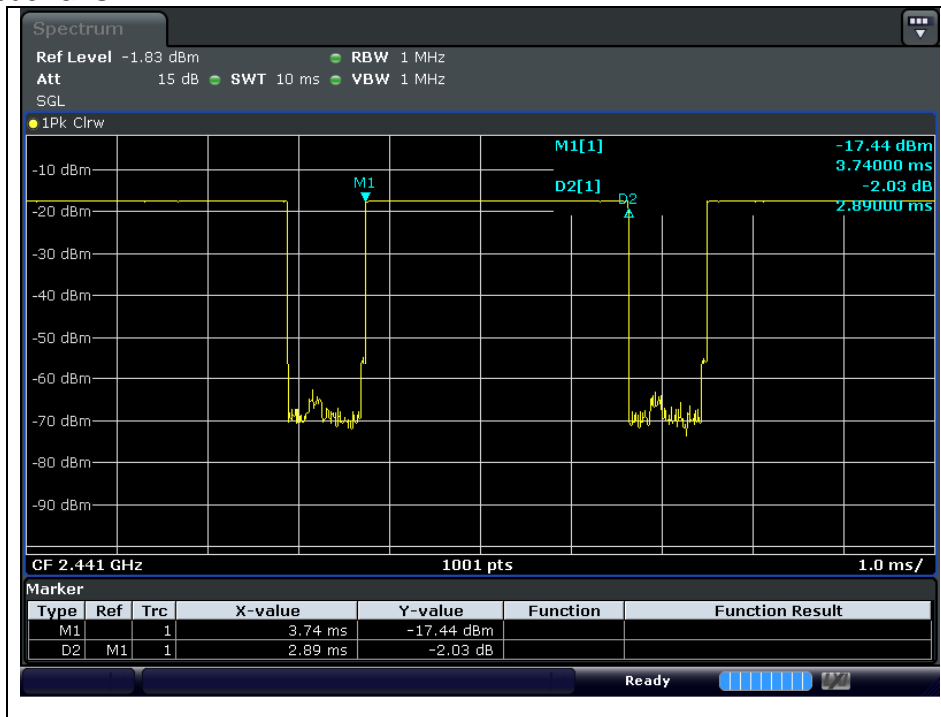 Spectrum
Ref Level -1.83 dBm RBW 1 MHz
Att 15 dB SWT 10 ms VBW 1 MHz
SGL
1Pk Clrw
M1[1] -17.44 dBm
3.74000 ms
D2[1] -2.03 dB
2.89000 ms
M1
D2
-10 dBm
-20 dBm
-30 dBm
-40 dBm
-50 dBm
-60 dBm
-70 dBm
-80 dBm
-90 dBm
CF 2.441 GHz 1001 pts 1.0 ms/
Marker
Type Ref Trc X-value Y-value Function Function Result
M1 1 3.74 ms -17.44 dBm
D2 M1 1 2.89 ms -2.03 dB
Ready